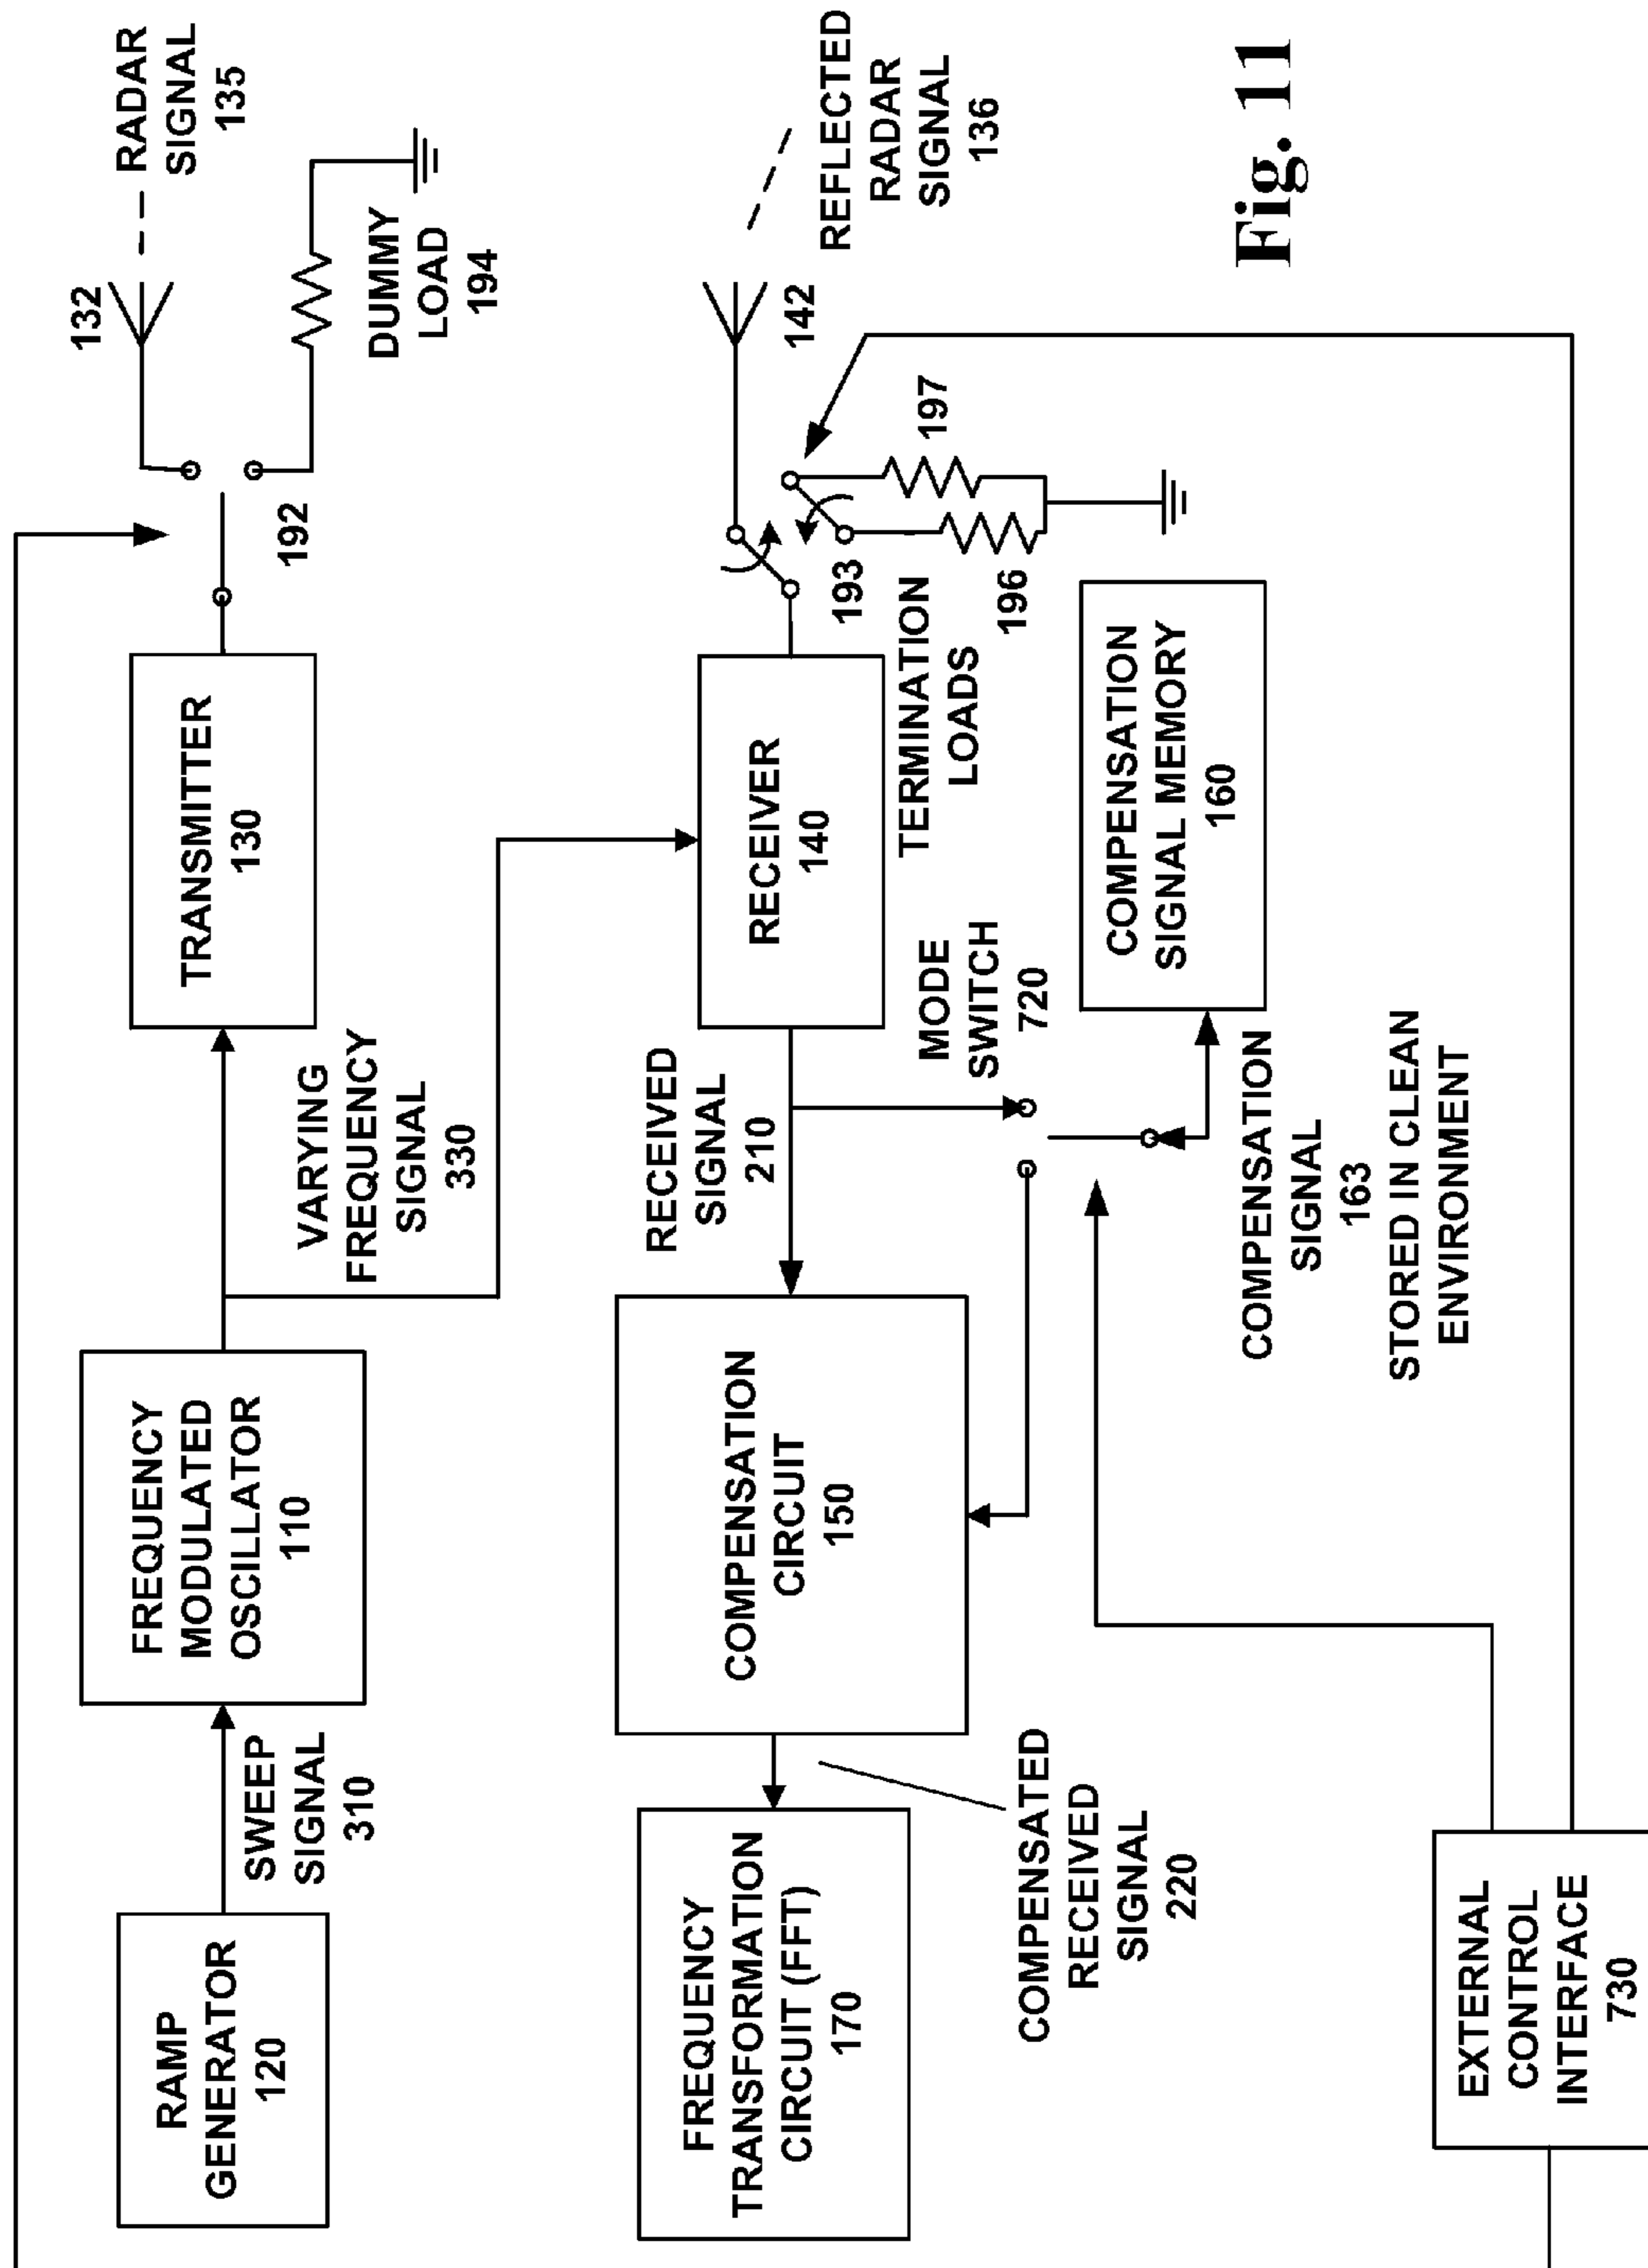 RAMP
GENERATOR
120
SWEEP
SIGNAL
310
FREQUENCY
MODULATED
OSCILLATOR
110
VARYING
FREQUENCY
SIGNAL
330
TRANSMITTER
130
192
132
RADAR
SIGNAL
135
DUMMY
LOAD
194
FREQUENCY
TRANSFORMATION
CIRCUIT (FFT)
170
COMPENSATED
RECEIVED
SIGNAL
220
COMPENSATION
CIRCUIT
150
RECEIVED
SIGNAL
210
RECEIVER
140
MODE
SWITCH
720
TERMINATION
LOADS
193
196
197
142
REFLECTED
RADAR
SIGNAL
136
COMPENSATION
SIGNAL MEMORY
160
COMPENSATION
SIGNAL
163
STORED IN CLEAN
ENVIRONMENT
EXTERNAL
CONTROL
INTERFACE
730
Fig. 11